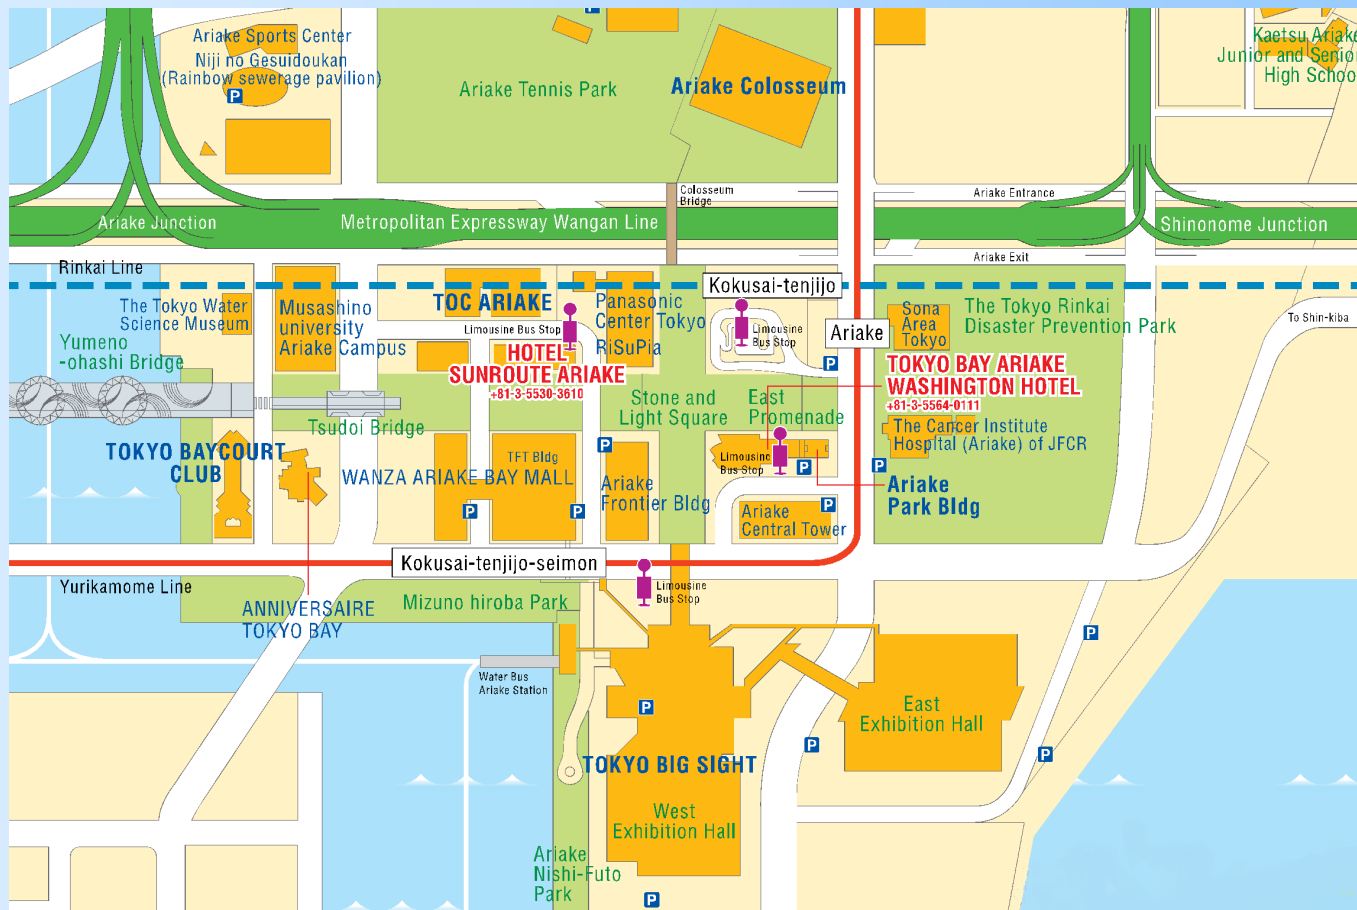 Ariake Sports Center
Niji no Gesuidoukan
(Rainbow sewerage pavilion)
P
P
Ariake Tennis Park
Ariake Colosseum
Kaetsu Ariake
Junior and Senior
High School
Colosseum
Bridge
Ariake Entrance
Ariake Junction
Metropolitan Expressway Wangan Line
Shinonome Junction
Ariake Exit
Rinkai Line
The Tokyo Water
Science Museum
Musashino
university
Ariake Campus
TOC ARIAKE
Limousine Bus Stop
Panasonic
Center Tokyo
RiSuPia
Kokusai-tenjijo
Limousine
Bus Stop
Ariake
P
Sona
Area
Tokyo
The Tokyo Rinkai
Disaster Prevention Park
To Shin-kiba
Yumeno
-ohashi Bridge
HOTEL
SUNROUTE ARIAKE
+81-3-5530-3610
TOKYO BAY ARIAKE
WASHINGTON HOTEL
+81-3-5564-0111
Stone and
Light Square
East
Promenade
Tsudoi Bridge
The Cancer Institute
Hospital (Ariake) of JFCR
TOKYO BAYCOURT
CLUB
WANZA ARIAKE BAY MALL
TFT Bldg
P
P
P
Ariake
Frontier Bldg
Limousine
Bus Stop
P
P
Ariake
Park Bldg
Ariake
Central Tower
P
Kokusai-tenjijo-seimon
Yurikamome Line
Limousine
Bus Stop
ANNIVERSAIRE
TOKYO BAY
Mizuno hiroba Park
Water Bus
Ariake Station
P
P
East
Exhibition Hall
P
P
TOKYO BIG SIGHT
West
Exhibition Hall
Ariake
Nishi-Futo
Park
P